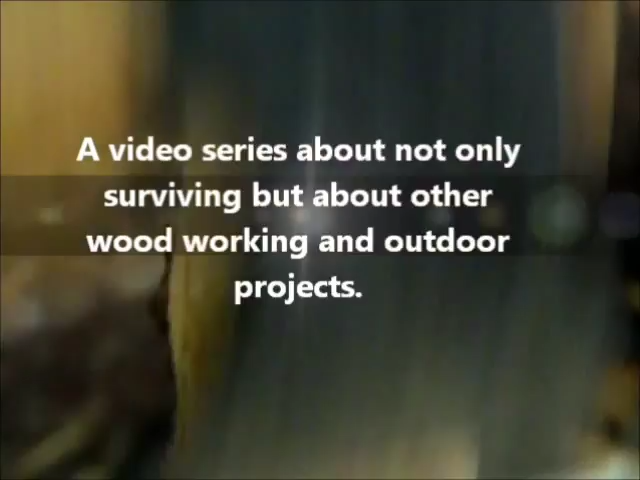 A video series about not only
surviving but about other
wood working and outdoor
projects.